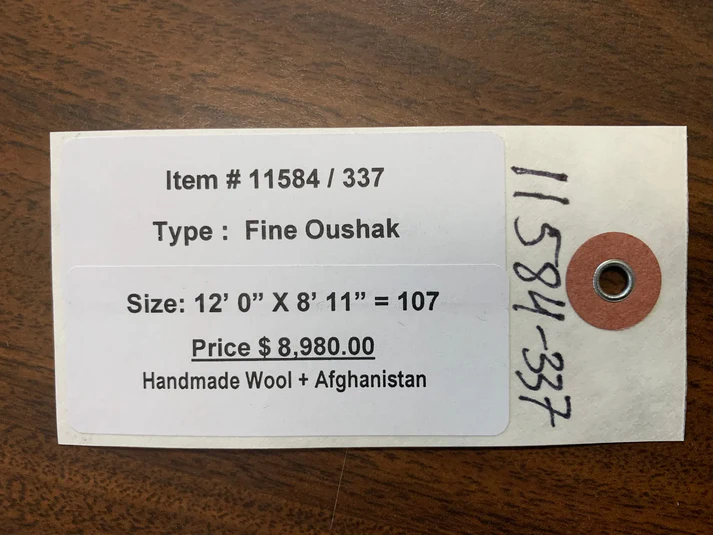 Item # 11584 / 337
Type : Fine Oushak
Size: 12’ 0” X 8’ 11” = 107
Price $ 8,980.00
Handmade Wool + Afghanistan
11584-337